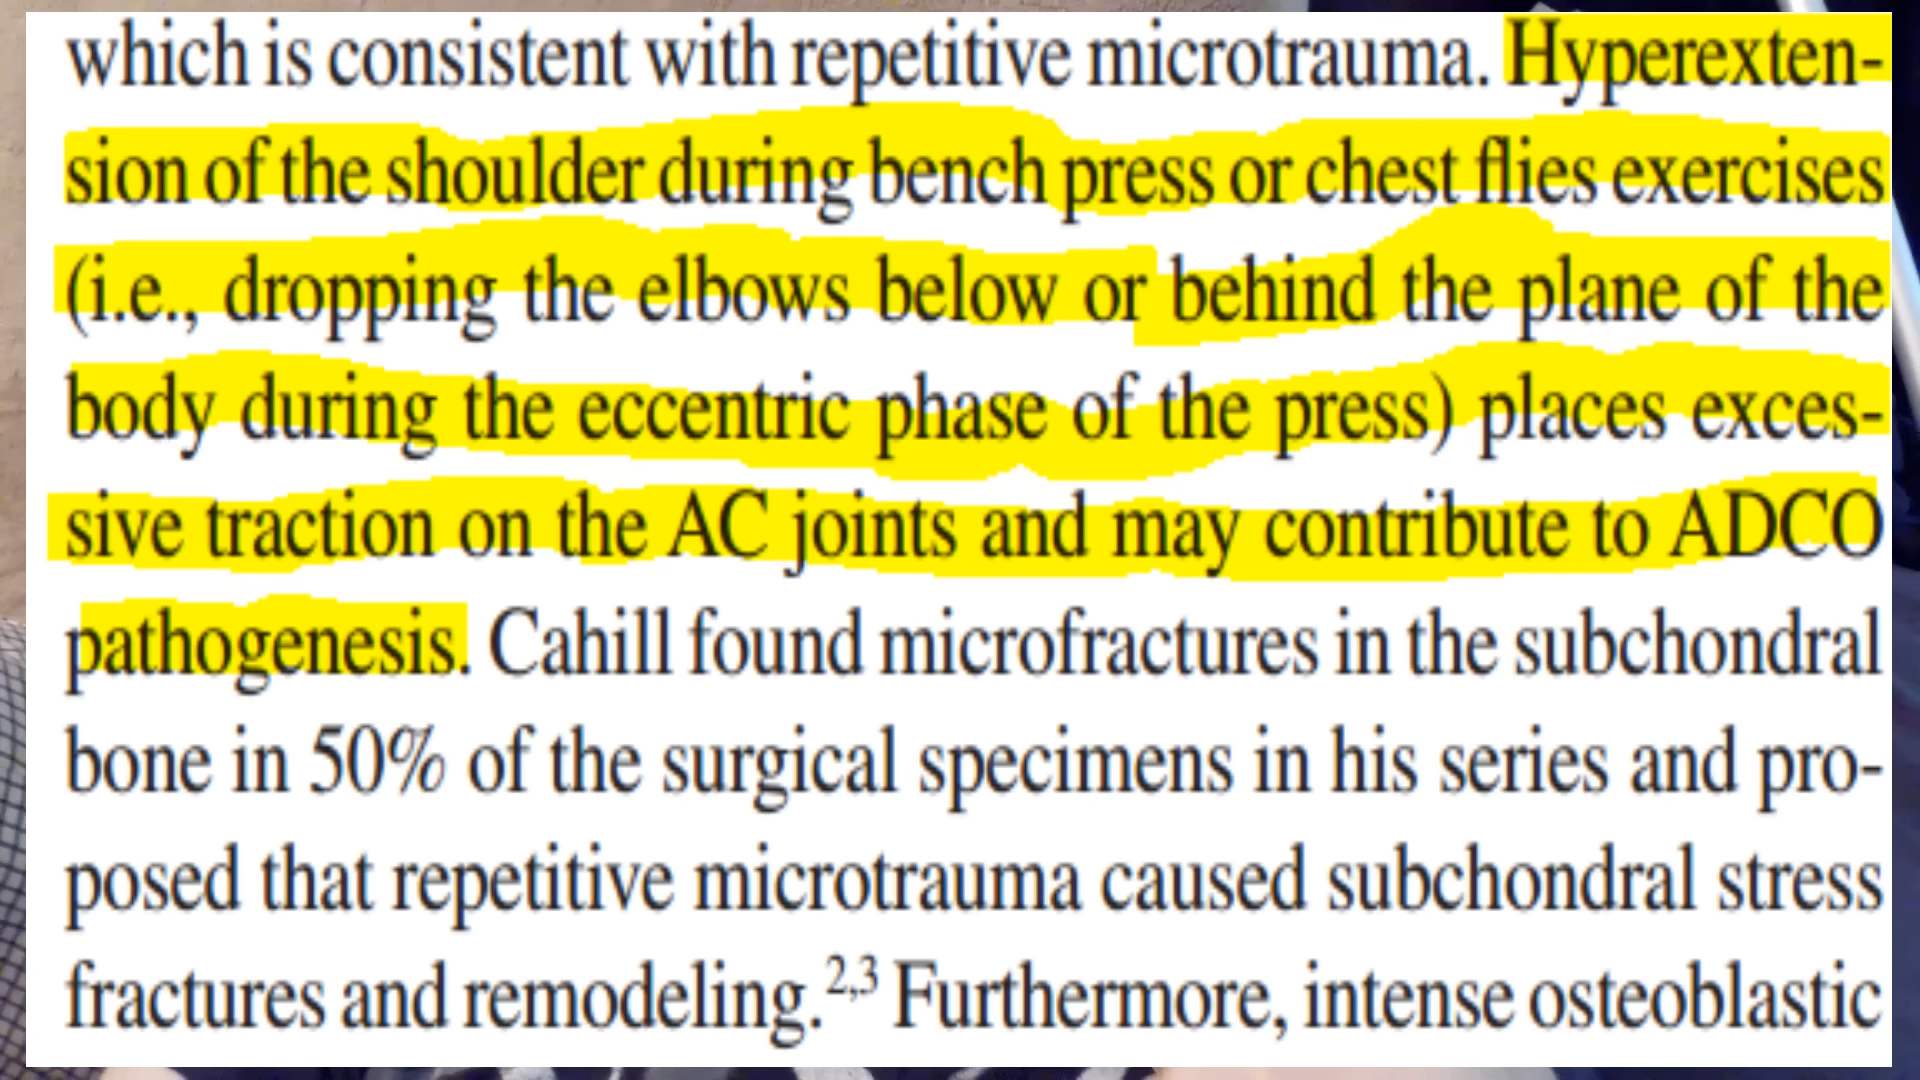 which is consistent with repetitive microtrauma. Hyperexten-
sion of the shoulder during bench press or chest flies exercises
(i.e., dropping the elbows below or behind the plane of the
body during the eccentric phase of the press) places exces-
sive traction on the AC joints and may contribute to ADCO
pathogenesis. Cahill found microfractures in the subchondral
bone in 50% of the surgical specimens in his series and pro-
posed that repetitive microtrauma caused subchondral stress
fractures and remodeling.2,3 Furthermore, intense osteoblastic